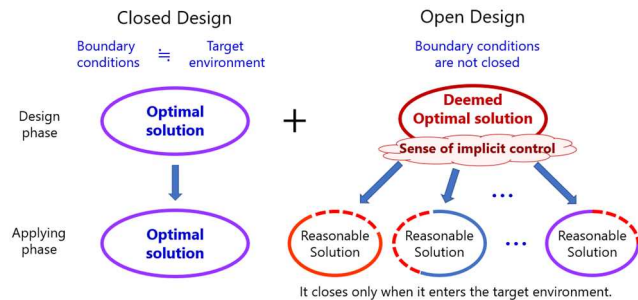 Closed Design
Open Design
Boundary conditions ≒ Target environment
Boundary conditions are not closed
Design phase
Optimal solution
+
Deemed Optimal solution
Sense of implicit control
...
Applying phase
Optimal solution
Reasonable Solution
Reasonable Solution
...
Reasonable Solution
It closes only when it enters the target environment.